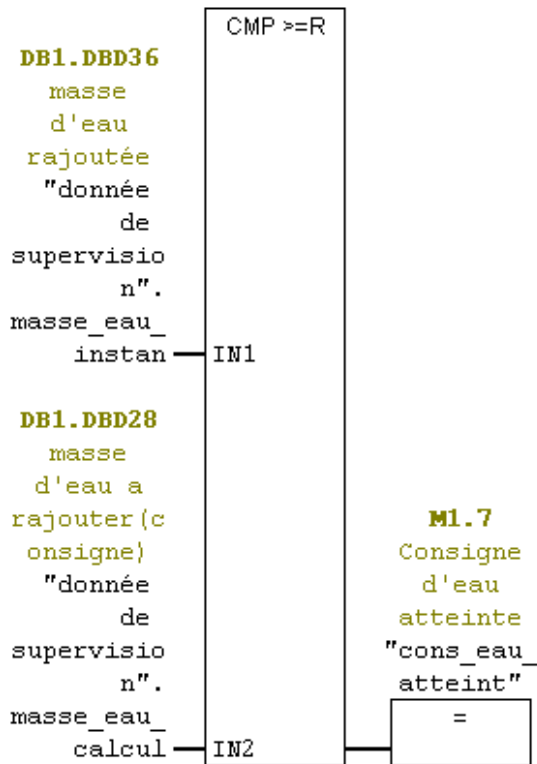 CMP >=R
DB1.DBD36
masse
d'eau
rajoutée
"donnée
de
supervisio
n".
masse_eau_
instan
IN1
DB1.DBD28
masse
d'eau a
rajouter(c
onsigne)
"donnée
de
supervisio
n".
masse_eau_
calcul
IN2
M1.7
Consigne
d'eau
atteinte
"cons_eau_
atteint"
=